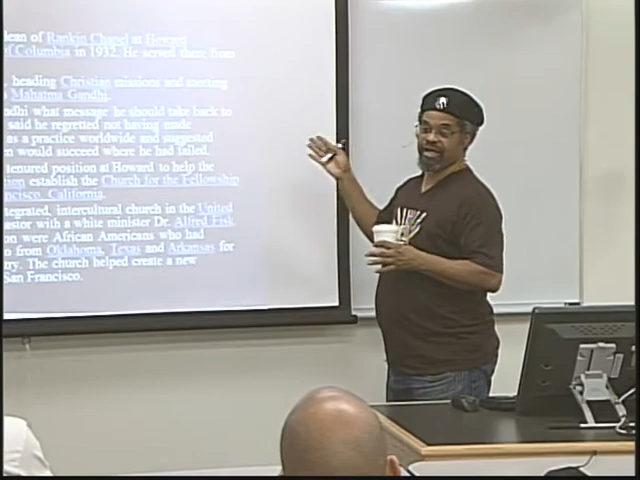 dean of Rankin Chapel at Howard
of Columbia in 1932. He served there from
heading Christian missions and meeting
Mahatma Gandhi.
ndhi what message he should take back to
said he regretted not having made
as a practice worldwide and suggested
n would succeed where he had failed.
tenured position at Howard to help the
tion establish the Church for the Fellowship
ncisco, California.
tegrated, intercultural church in the United
astor with a white minister Dr. Alfred Fisk.
on were African Americans who had
o from Oklahoma, Texas and Arkansas for
ry. The church helped create a new
San Francisco.